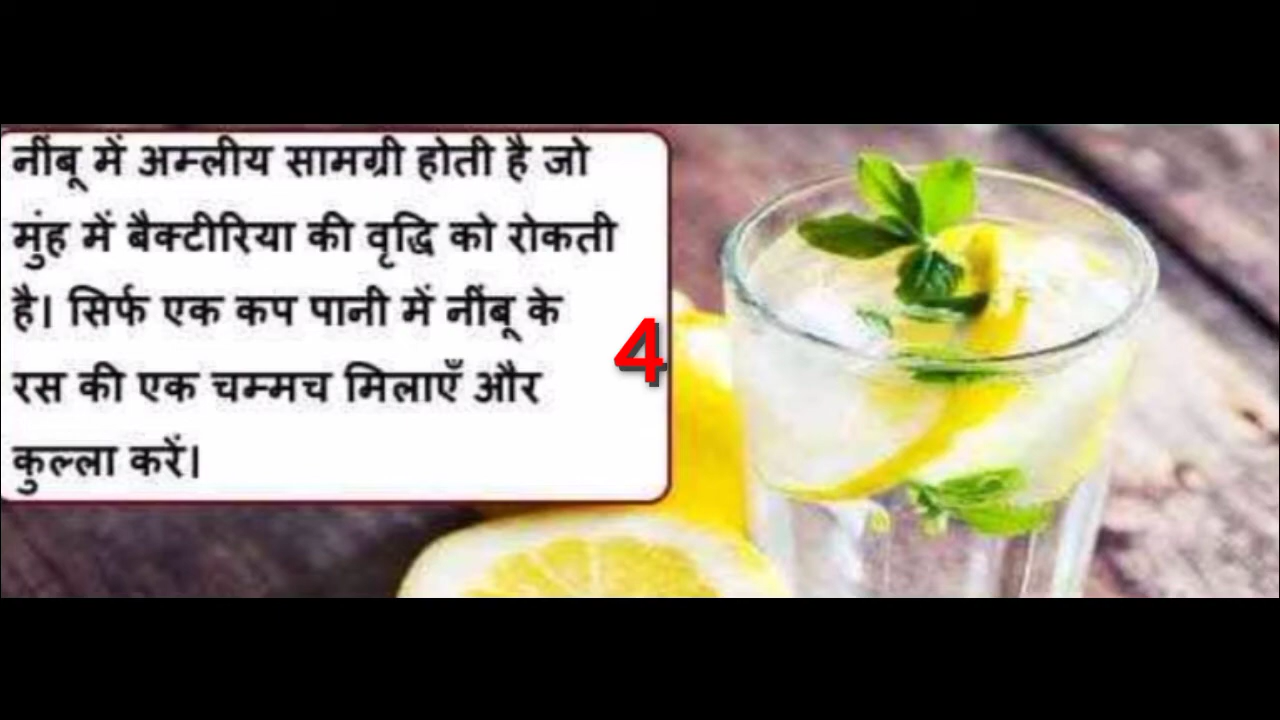 नींबू में अम्लीय सामग्री होती है जो
मुंह में बैक्टीरिया की वृद्धि को रोकती
है। सिर्फ एक कप पानी में नींबू के
रस की एक चम्मच मिलाएँ और
कुल्ला करें।
4